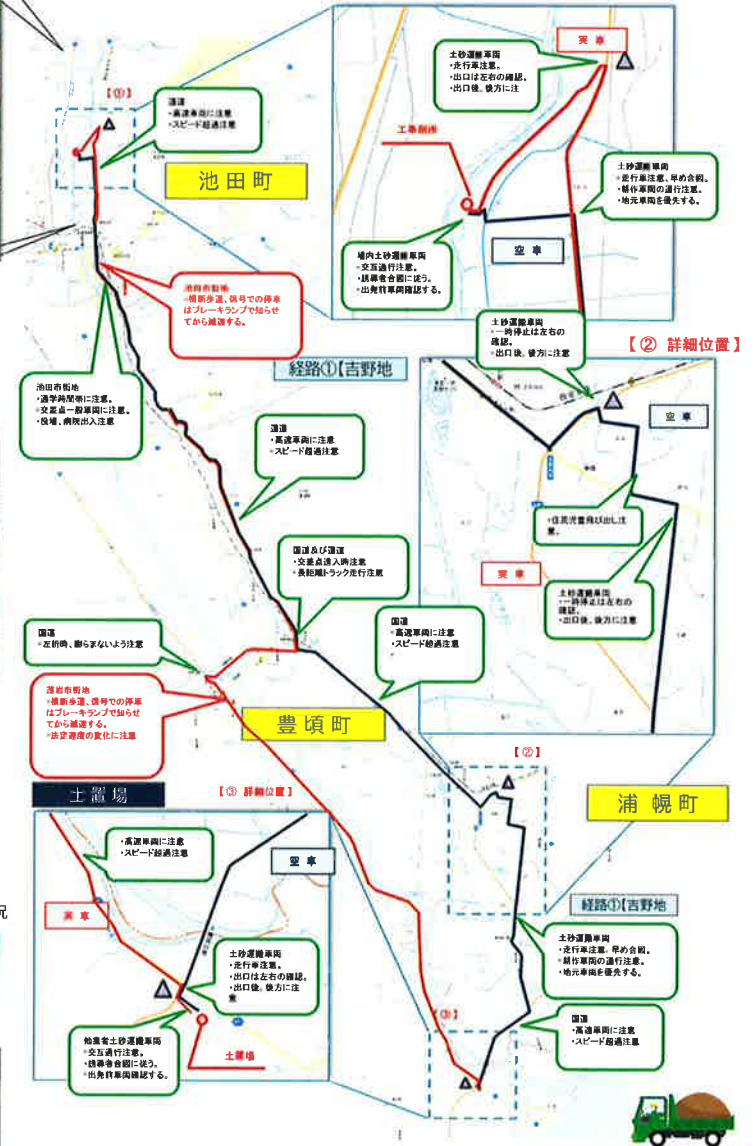 【①】
道道
・高速車両に注意
・スピード超過注意
池田町
実車
土砂運搬車両
・走行車注意。
・出口は左右の確認。
・出口後、後方に注
工事箇所
土砂運搬車両
・走行車注意、早め合図。
・耕作車両の運行注意。
・地元車両を優先する。
空車
場内土砂運搬車両
・交互通行注意。
・誘導者合図に従う。
・出発前車両確認する。
池田市街地
・横断歩道、信号での停車
はブレーキランプで知らせ
てから減速する。
土砂運搬車両
・一時停止は左右の
確認。
・出口後、後方に注意
【② 詳細位置】
経路①【吉野地
空車
池田市街地
・通学時間帯に注意。
・交差点一般車両に注意。
・役場、病院出入注意
道道
・高速車両に注意
・スピード超過注意
・住民児童飛び出し注
意。
国道及び道道
・交差点進入時注意
・長距離トラック走行注意
実車
土砂運搬車両
・一時停止は左右の
確認。
・出口後、後方に注意
国道
・左折時、膨らまないよう注意
国道
・高速車両に注意
・スピード超過注意
茂岩市街地
・横断歩道、信号での停車
はブレーキランプで知らせ
てから減速する。
・法定速度の変化に注意
豊頃町
【②】
土置場
【③ 詳細位置】
浦幌町
・高速車両に注意
・スピード超過注意
空車
実車
経路①【吉野地
況
土砂運搬車両
・走行車注意。
・出口は左右の確認。
・出口後、後方に注
意
土砂運搬車両
・走行車注意、早め合図。
・耕作車両の運行注意。
・地元車両を優先する。
【③】
国道
・高速車両に注意
・スピード超過注意
他業者土砂運搬車両
・交互通行注意。
・誘導者合図に従う。
・出発前車両確認する。
土置場